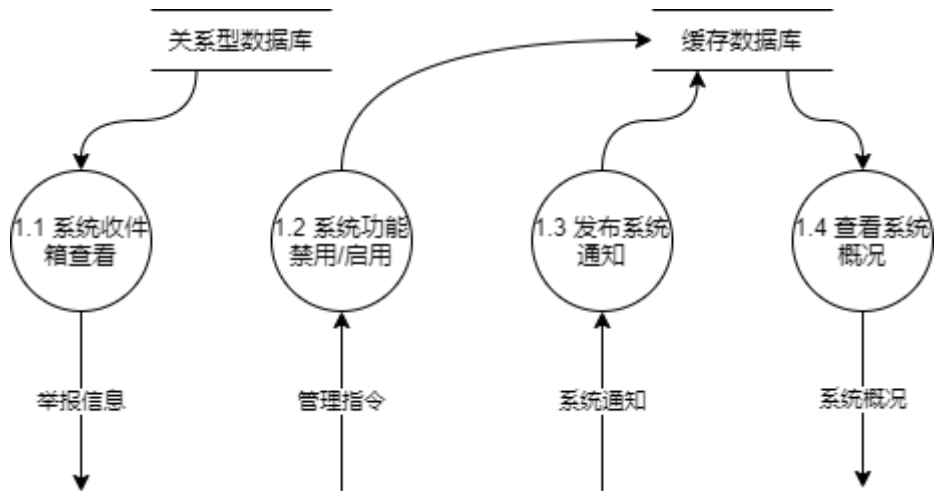 关系型数据库
缓存数据库
1.1 系统收件
箱查看
1.2 系统功能
禁用/启用
1.3 发布系统
通知
1.4 查看系统
概况
举报信息
管理指令
系统通知
系统概况